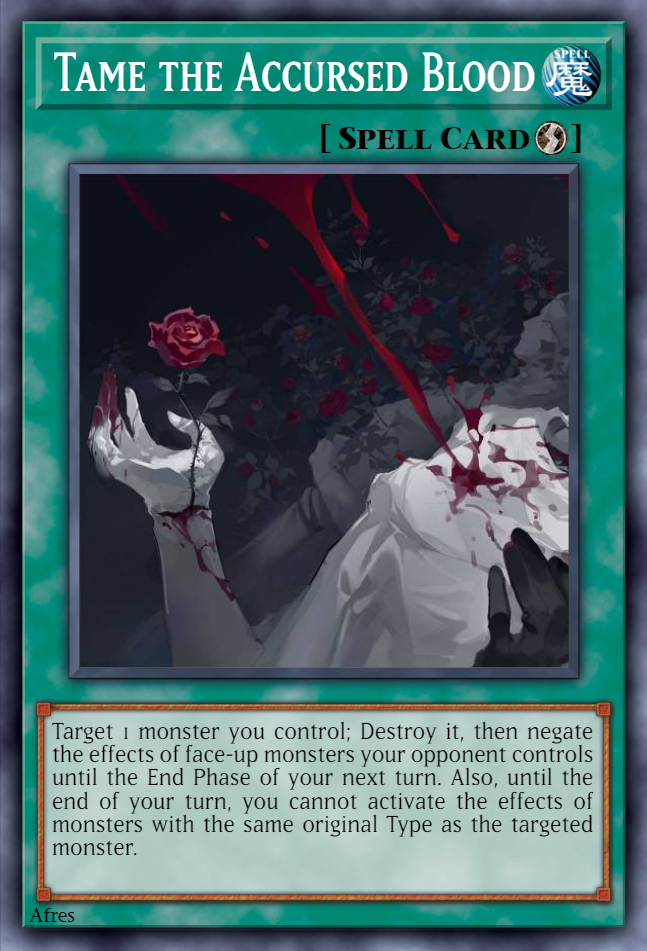 Tame the Accursed Blood
SPELL
魔
[ Spell Card ]
Target 1 monster you control; Destroy it, then negate
the effects of face-up monsters your opponent controls
until the End Phase of your next turn. Also, until the
end of your turn, you cannot activate the effects of
monsters with the same original Type as the targeted
monster.
Afres